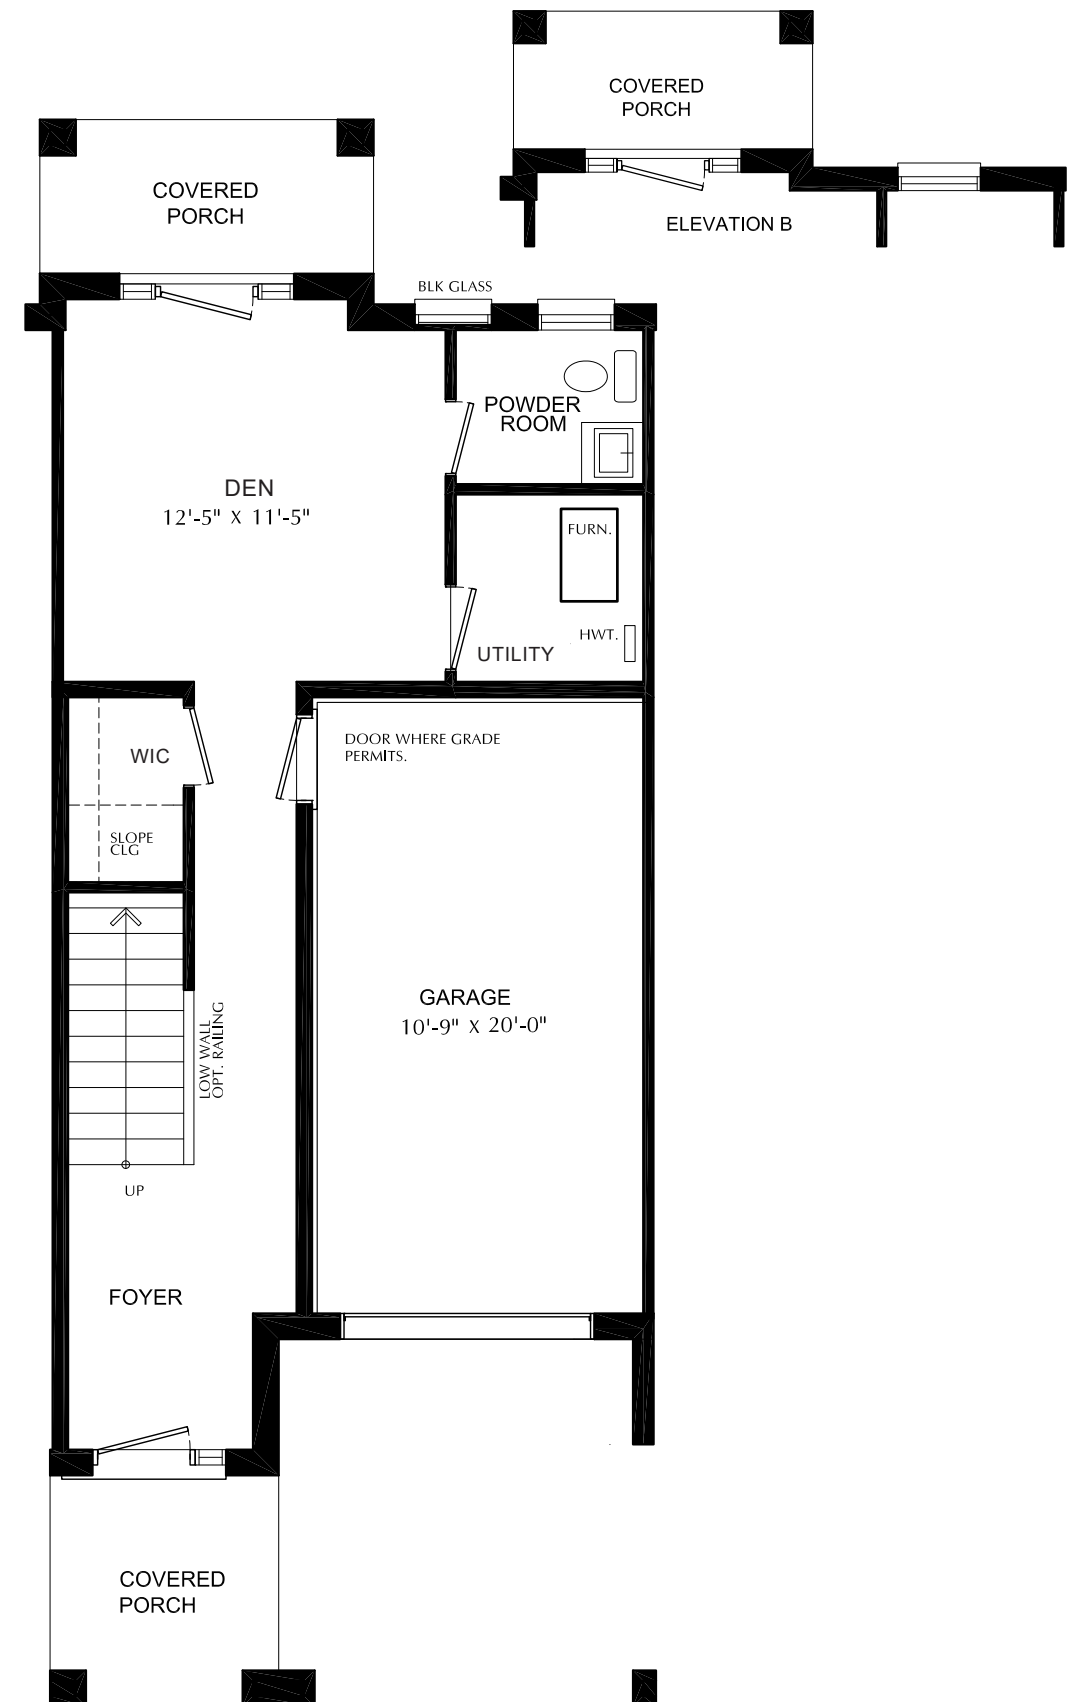 COVERED
PORCH
ELEVATION B
COVERED
PORCH
BLK GLASS
POWDER
ROOM
DEN
12'-5" X 11'-5"
FURN.
HWT.
UTILITY
DOOR WHERE GRADE
PERMITS.
WIC
SLOPE
CLG
GARAGE
10'-9" X 20'-0"
LOW WALL
OPT. RAILING
UP
FOYER
COVERED
PORCH